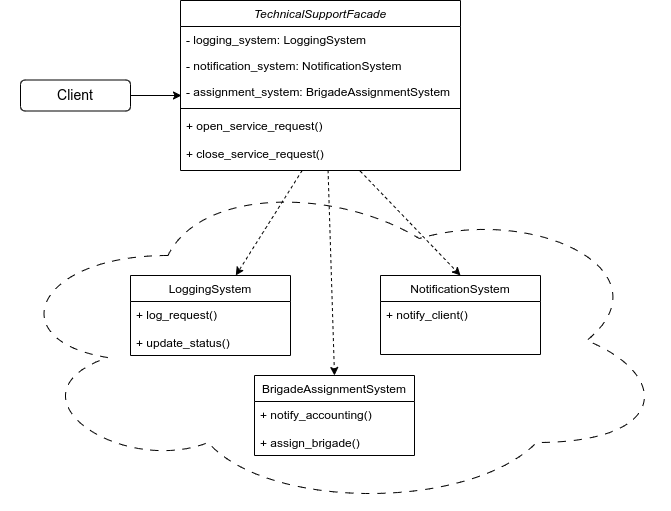 TechnicalSupportFacade
- logging_system: LoggingSystem
- notification_system: NotificationSystem
- assignment_system: BrigadeAssignmentSystem
+ open_service_request()
+ close_service_request()
Client
LoggingSystem
+ log_request()
+ update_status()
NotificationSystem
+ notify_client()
BrigadeAssignmentSystem
+ notify_accounting()
+ assign_brigade()